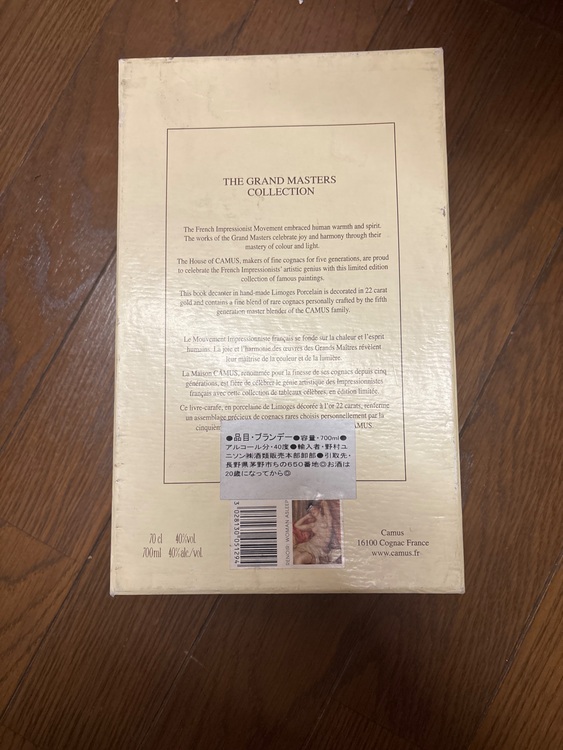 THE GRAND MASTERS
COLLECTION
The French Impressionist Movement embraced human warmth and spirit.
The works of the Grand Masters celebrate joy and harmony through their
mastery of colour and light.
The House of CAMUS, makers of fine cognacs for five generations, are proud
to celebrate the French Impressionists' artistic genius with this limited edition
collection of famous paintings.
This book decanter in hand-made Limoges Porcelain is decorated in 22 carat
gold and contains a fine blend of rare cognacs personally crafted by the fifth
generation master blender of the CAMUS family.
Le Mouvement Impressionniste français se fonde sur la chaleur et l'esprit
humains. La joie et l'harmonie des œuvres des Grands Maîtres révèlent
leur maîtrise de la couleur et de la lumière.
La Maison CAMUS, renommée pour la finesse de ses cognacs depuis cinq
générations, est fière de célébrer le génie artistique des Impressionnistes
français avec cette collection de tableaux célèbres, en édition limitée.
Ce livre-carafe, en porcelaine de Limoges décorée à l'or 22 carats, renferme
un assemblage précieux de cognacs rares choisis personnellement par le
cinquième CAMUS.
●品目・ブランデー●容量・700ml●
アルコール分・40度●輸入者・野村ユ
ニソン㈱酒類販売本部卸部●引取先・
長野県茅野市ちの650番地◎お酒は
20歳になってから◎
70 cl 40%vol.
700ml 40%alc/vol.
3 028130 051294
RENOIR: WOMAN ASLEEP
Camus
16100 Cognac France
www.camus.fr